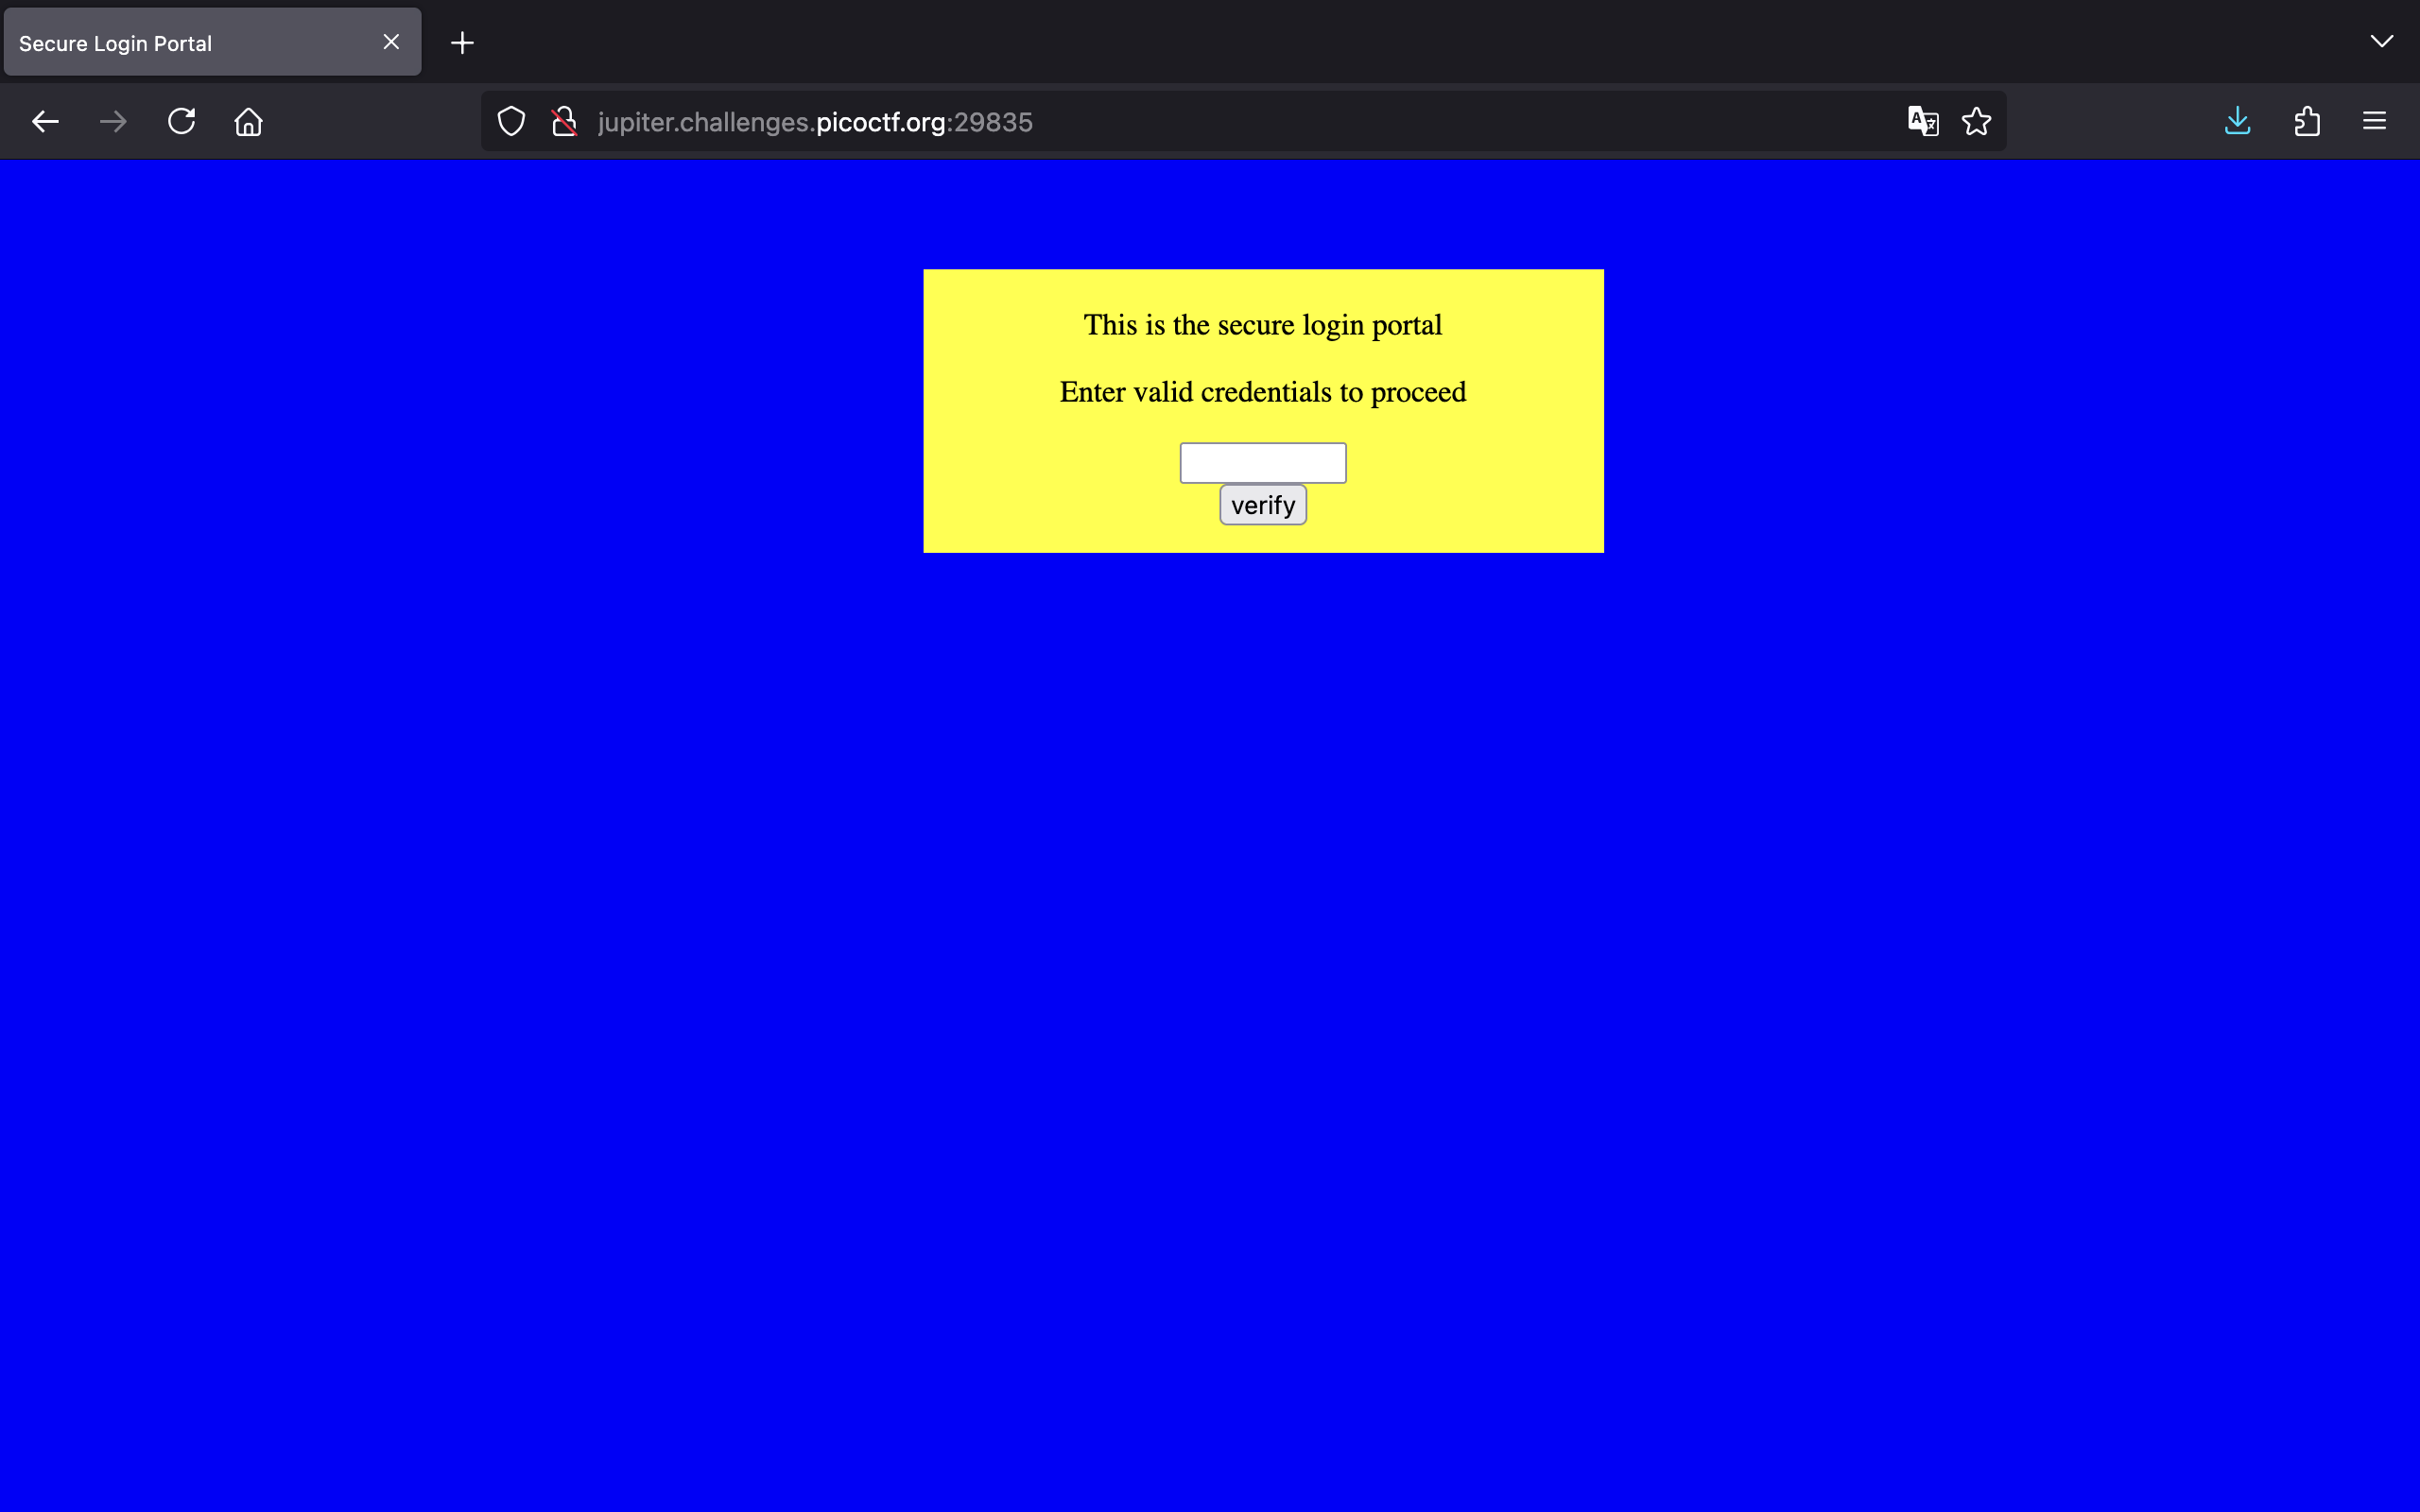 Secure Login Portal
jupiter.challenges.picoctf.org:29835
This is the secure login portal
Enter valid credentials to proceed
verify